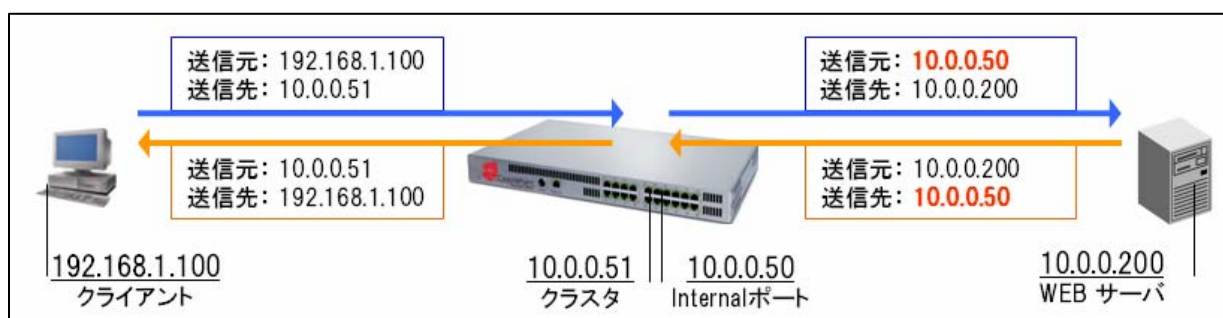 送信元: 192.168.1.100
送信先: 10.0.0.51
送信元: 10.0.0.50
送信先: 10.0.0.200
送信元: 10.0.0.51
送信先: 192.168.1.100
送信元: 10.0.0.200
送信先: 10.0.0.50
192.168.1.100
クライアント
10.0.0.51
クラスタ
10.0.0.50
Internalポート
10.0.0.200
WEB サーバ